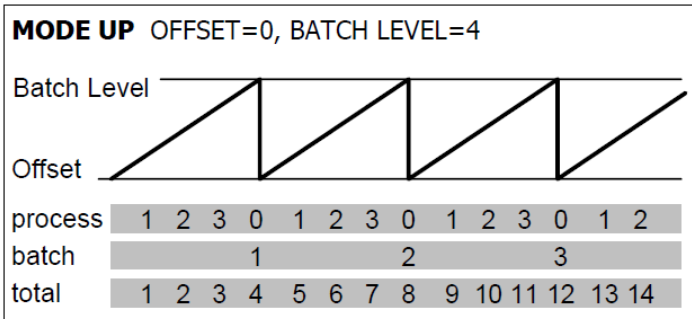 MODE UP OFFSET=0, BATCH LEVEL=4
Batch Level
Offset
process 1 2 3 0 1 2 3 0 1 2 3 0 1 2
batch 1 2 3
total 1 2 3 4 5 6 7 8 9 10 11 12 13 14